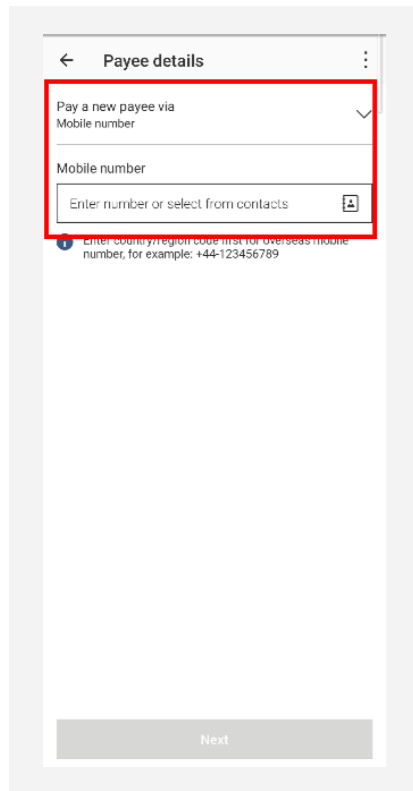 Payee details
Pay a new payee via
Mobile number
Mobile number
Enter number or select from contacts
Enter country/region code first for overseas mobile
number, for example: +44-123456789
Next